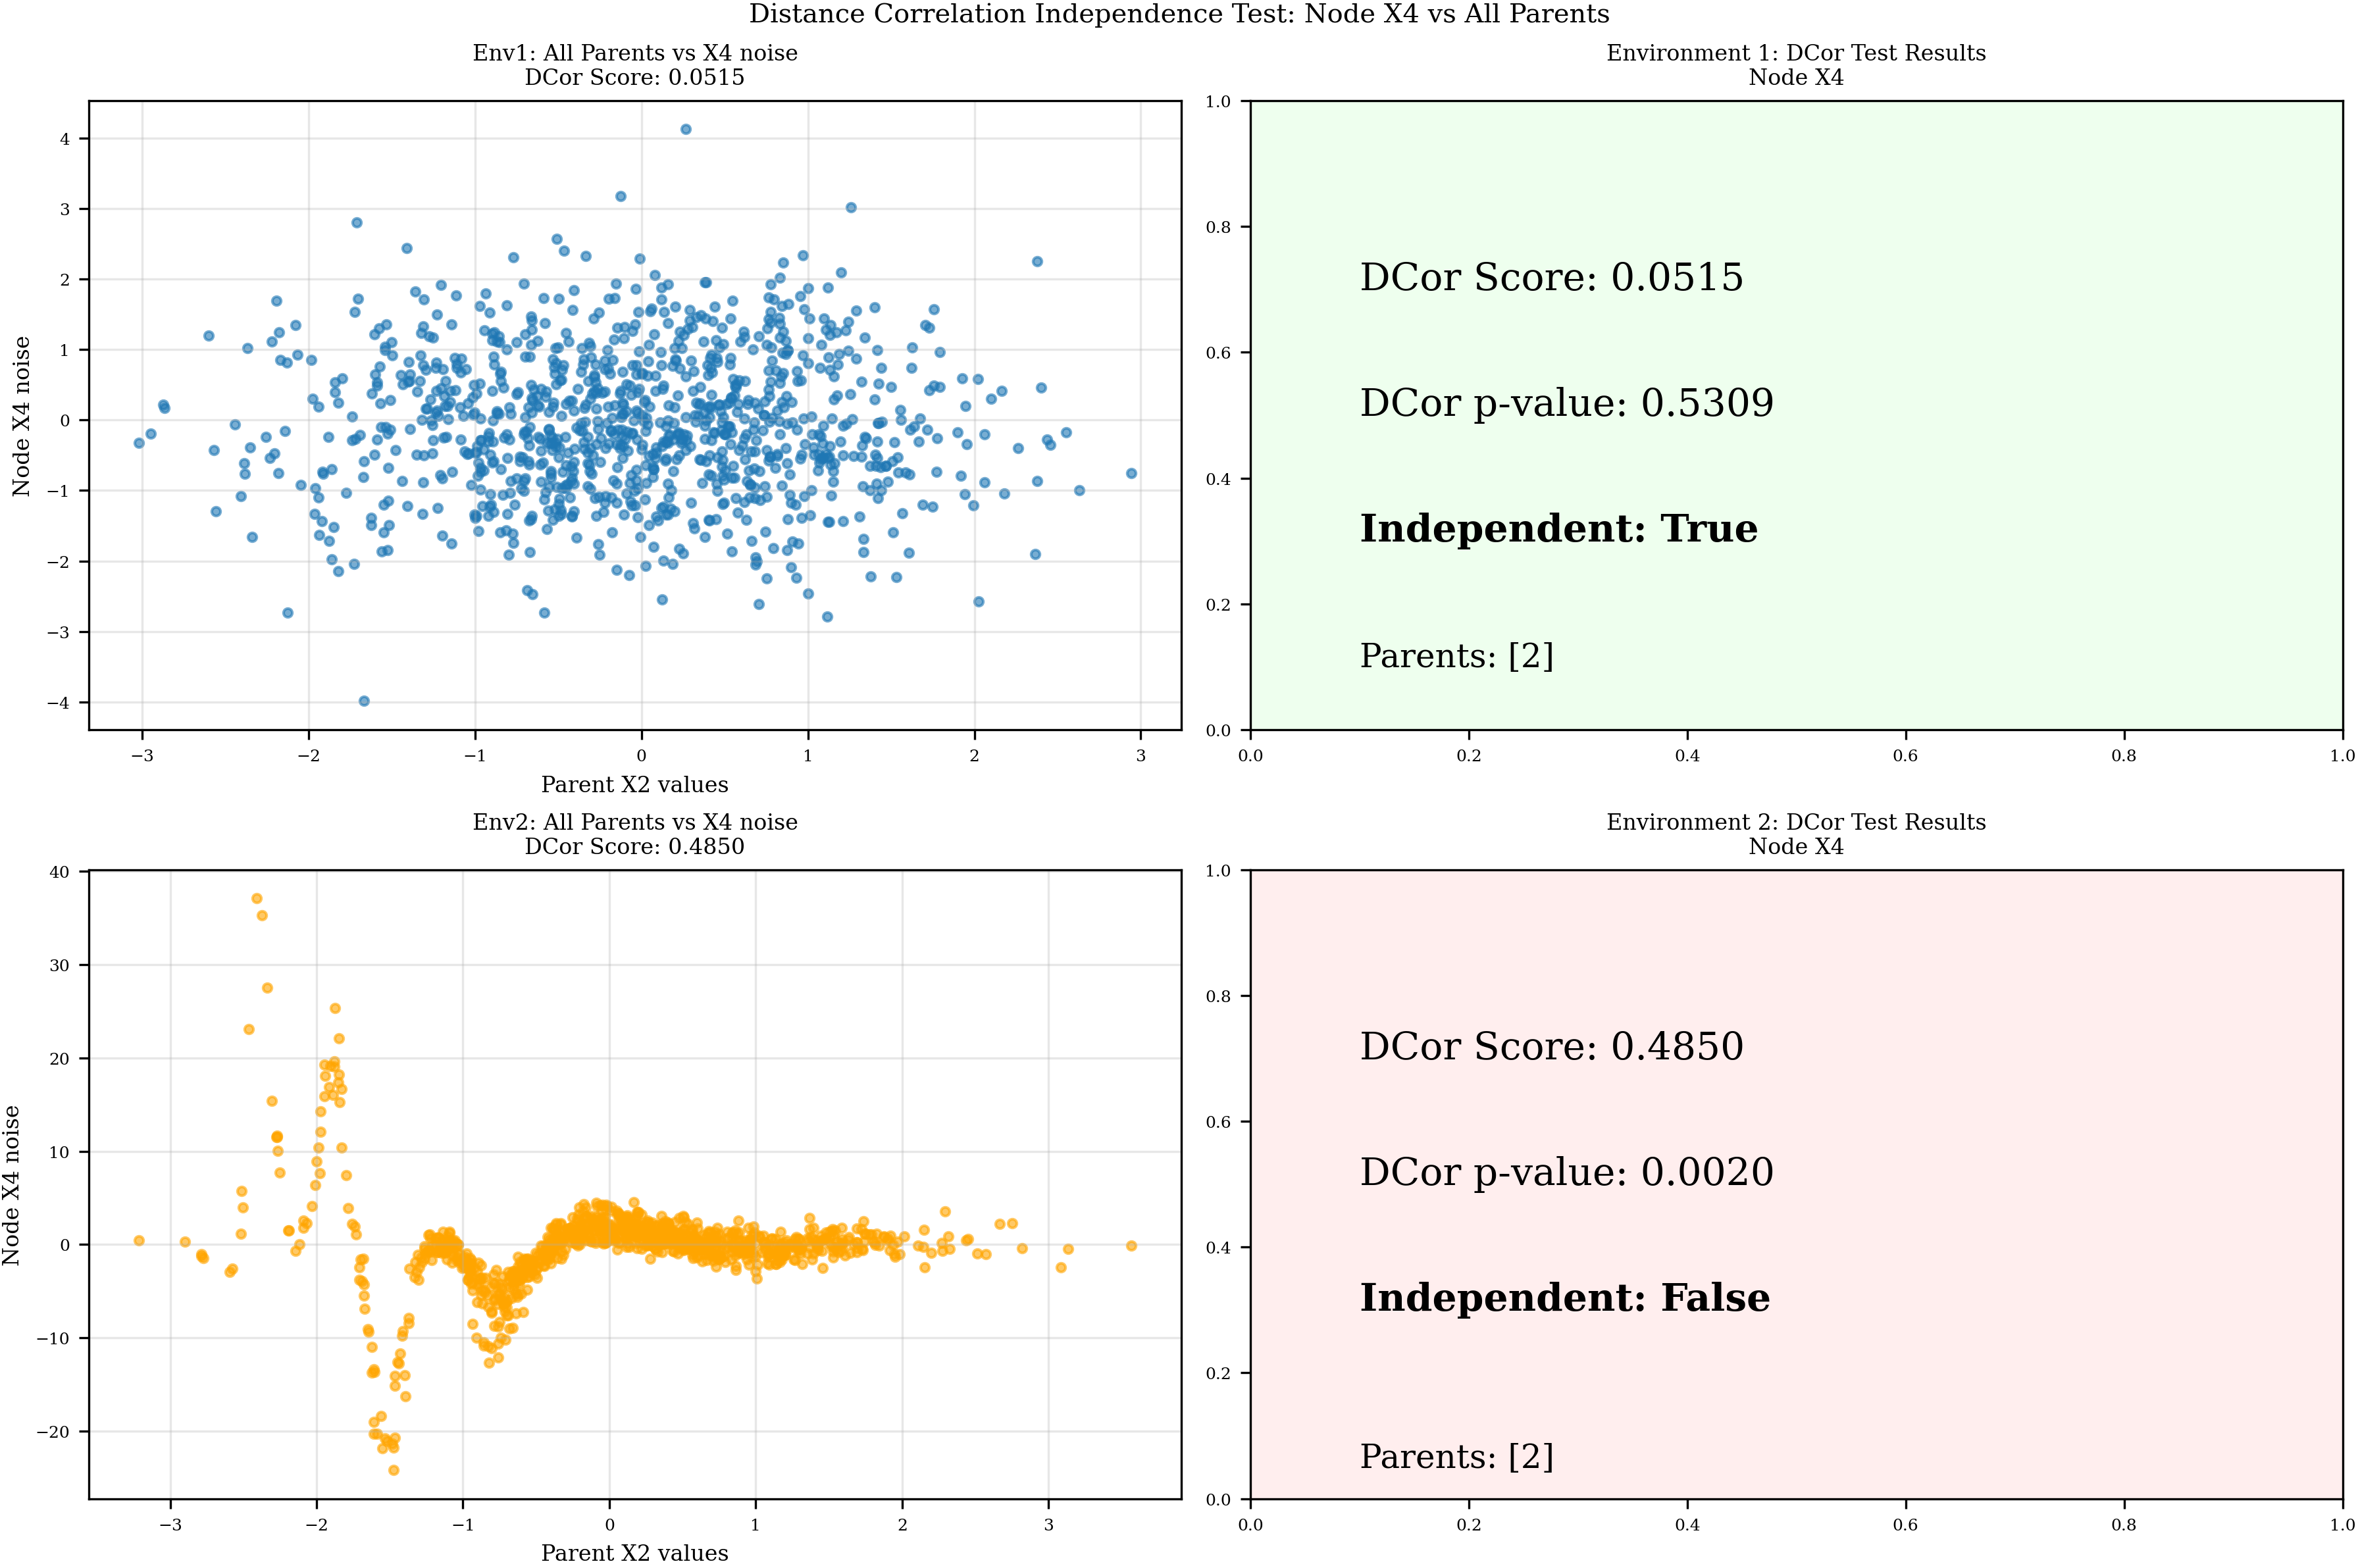 Distance Correlation Independence Test: Node X4 vs All Parents
Env1: All Parents vs X4 noise
DCor Score: 0.0515
4
3
2
1
0
−1
−2
−3
−4
Node X4 noise
−3 −2 −1 0 1 2 3
Parent X2 values
Environment 1: DCor Test Results
Node X4
1.0
0.8
0.6
0.4
0.2
0.0
DCor Score: 0.0515
DCor p-value: 0.5309
Independent: True
Parents: [2]
0.0 0.2 0.4 0.6 0.8 1.0
Env2: All Parents vs X4 noise
DCor Score: 0.4850
40
30
20
10
0
−10
−20
Node X4 noise
−3 −2 −1 0 1 2 3
Parent X2 values
Environment 2: DCor Test Results
Node X4
1.0
0.8
0.6
0.4
0.2
0.0
DCor Score: 0.4850
DCor p-value: 0.0020
Independent: False
Parents: [2]
0.0 0.2 0.4 0.6 0.8 1.0